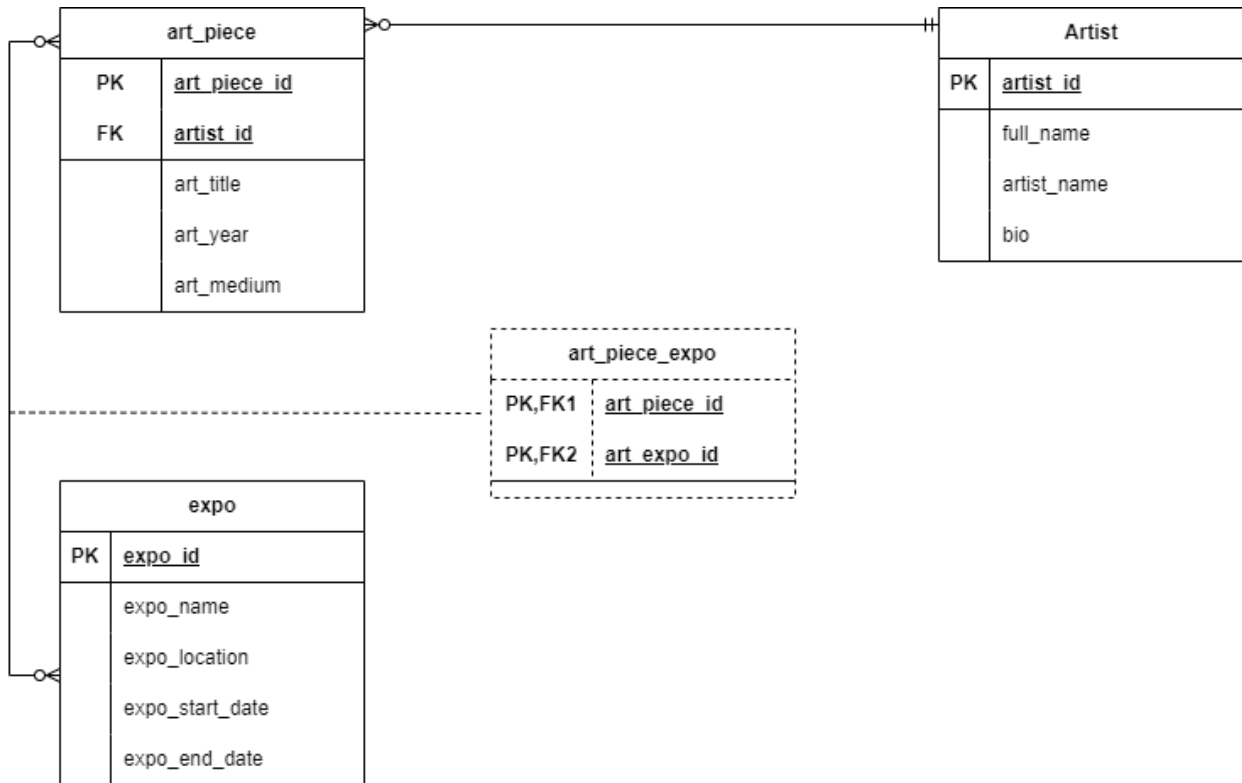 art_piece
PK art_piece_id
FK artist_id
art_title
art_year
art_medium
Artist
PK artist_id
full_name
artist_name
bio
art_piece_expo
PK,FK1 art_piece_id
PK,FK2 art_expo_id
expo
PK expo_id
expo_name
expo_location
expo_start_date
expo_end_date